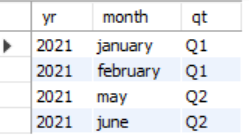 yr month qt
2021 january Q1
2021 february Q1
2021 may Q2
2021 june Q2